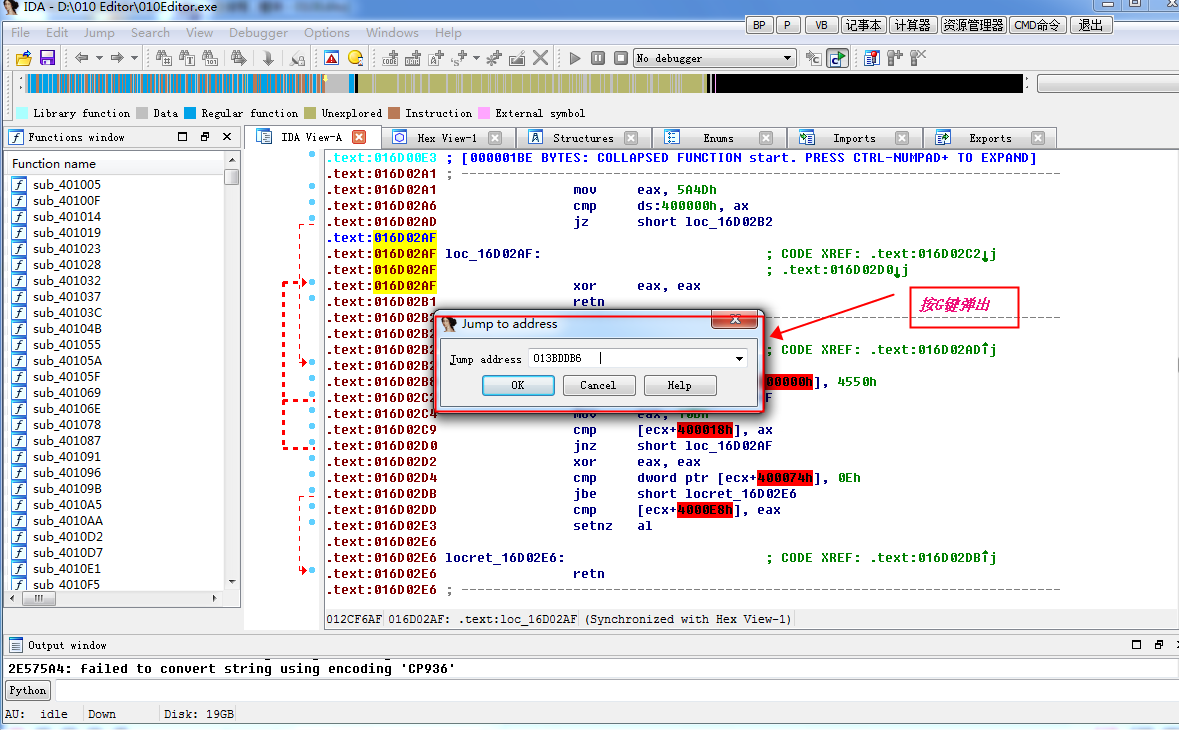 IDA - D:\010 Editor\010Editor.exe
File Edit Jump Search View Debugger Options Windows Help
BP P VB 记事本 计算器 资源管理器 CMD命令 退出
No debugger
Library function Data Regular function Unexplored Instruction External symbol
Functions window
IDA View-A Hex View-1 Structures Enums Imports Exports
Function name
sub_401005
sub_40100F
sub_401014
sub_401019
sub_401023
sub_401028
sub_401032
sub_401037
sub_40103C
sub_40104B
sub_401055
sub_40105A
sub_40105F
sub_401069
sub_40106E
sub_401078
sub_401087
sub_401091
sub_401096
sub_40109B
sub_4010A5
sub_4010AA
sub_4010D2
sub_4010D7
sub_4010E1
sub_4010F5
.text:016D00E3 ; [000001BE BYTES: COLLAPSED FUNCTION start. PRESS CTRL-NUMPAD+ TO EXPAND]
.text:016D02A1 ; ---------------------------------------------------------------------------
.text:016D02A1 mov eax, 5A4Dh
.text:016D02A6 cmp ds:400000h, ax
.text:016D02AD jz short loc_16D02B2
.text:016D02AF
.text:016D02AF loc_16D02AF: ; CODE XREF: .text:016D02C2↓j
.text:016D02AF ; .text:016D02D0↓j
.text:016D02AF xor eax, eax
.text:016D02B1 retn
.text:016D02B2
.text:016D02B2
.text:016D02B2 ; CODE XREF: .text:016D02AD↑j
.text:016D02B2
.text:016D02B8 00000h], 4550h
.text:016D02C2 F
.text:016D02C4 mov eax, 10Bh
.text:016D02C9 cmp [ecx+400018h], ax
.text:016D02D0 jnz short loc_16D02AF
.text:016D02D2 xor eax, eax
.text:016D02D4 cmp dword ptr [ecx+400074h], 0Eh
.text:016D02DB jbe short locret_16D02E6
.text:016D02DD cmp [ecx+4000E8h], eax
.text:016D02E3 setnz al
.text:016D02E6
.text:016D02E6 locret_16D02E6: ; CODE XREF: .text:016D02DB↑j
.text:016D02E6 retn
.text:016D02E6 ; ---------------------------------------------------------------------------
Jump to address
Jump address 013BDDB6
OK Cancel Help
按G键弹出
012CF6AF 016D02AF: .text:loc_16D02AF (Synchronized with Hex View-1)
Output window
2E575A4: failed to convert string using encoding 'CP936'
Python
AU: idle Down Disk: 19GB